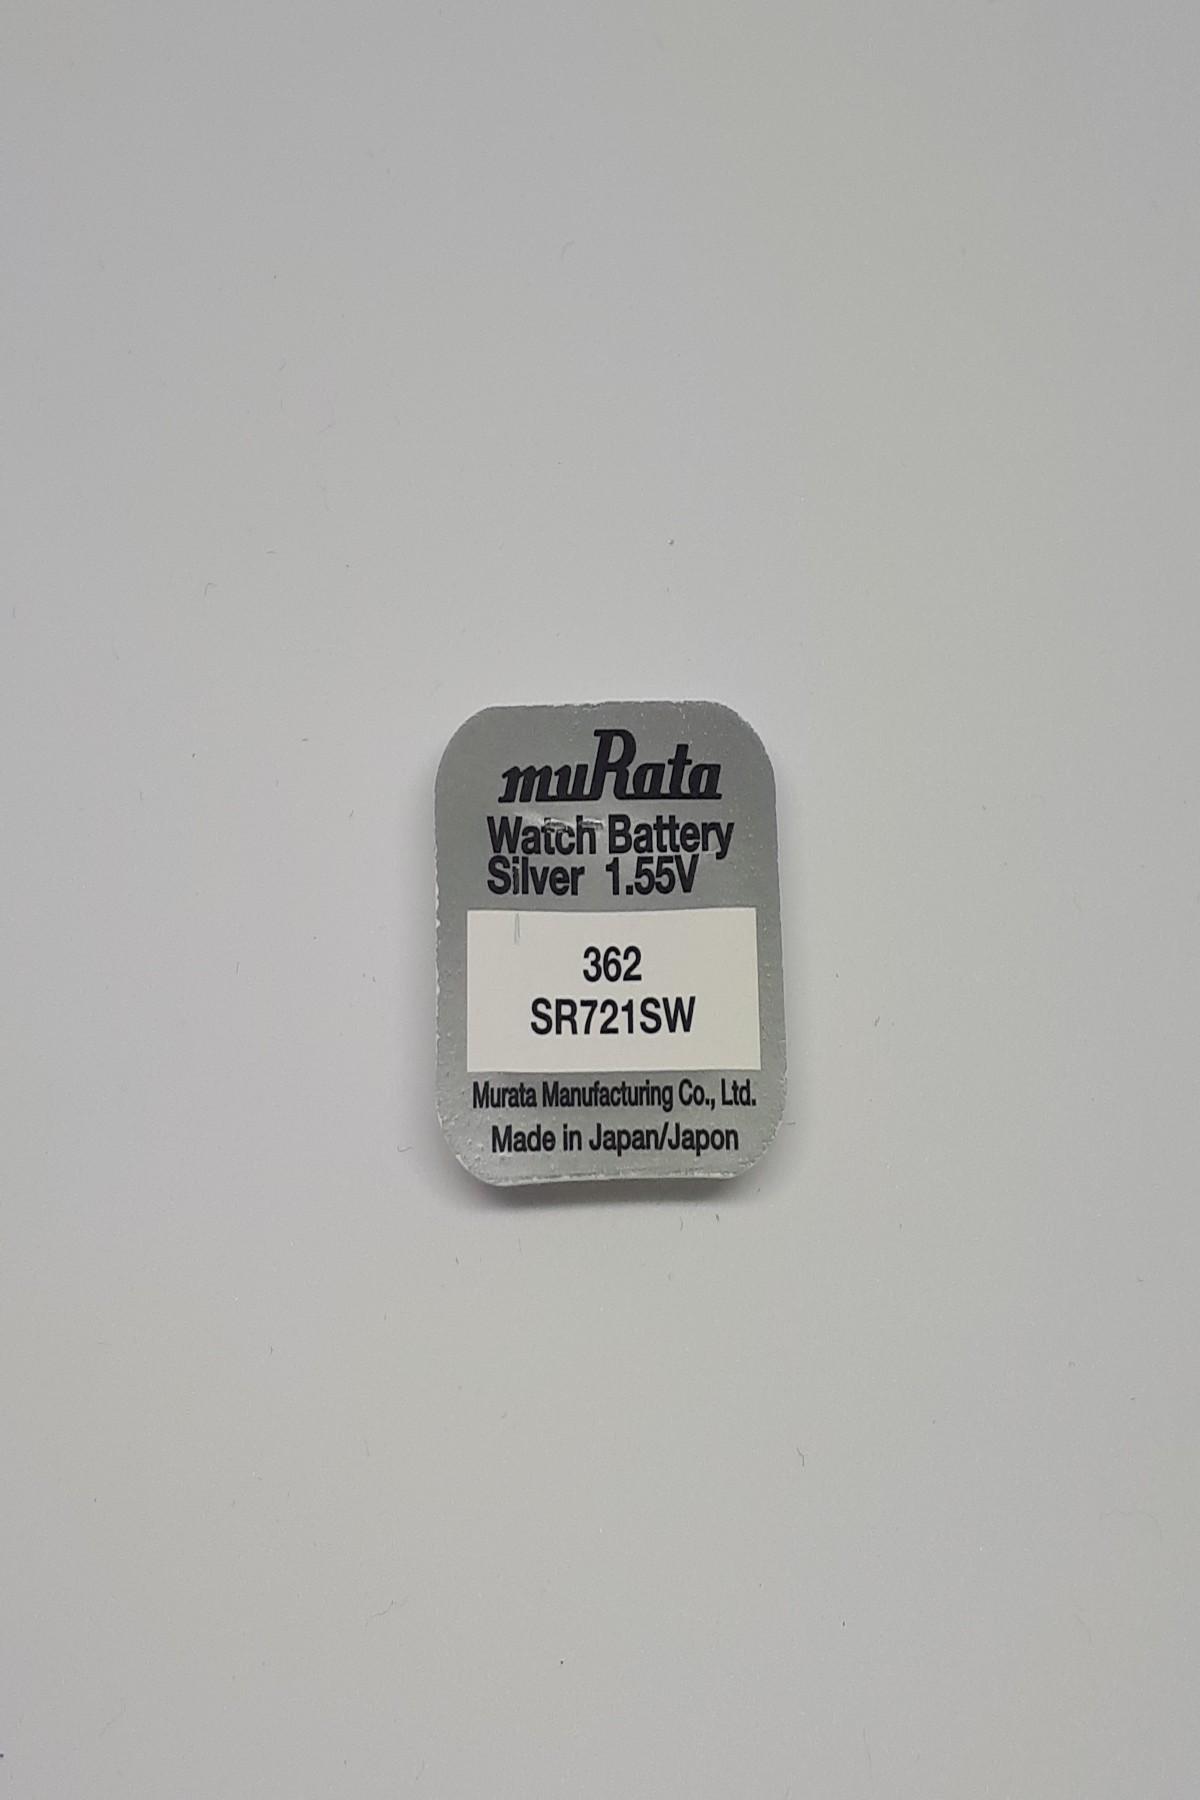 muRata
Watch Battery
Silver 1.55V
362
SR721SW
Murata Manufacturing Co., Ltd.
Made in Japan/Japon